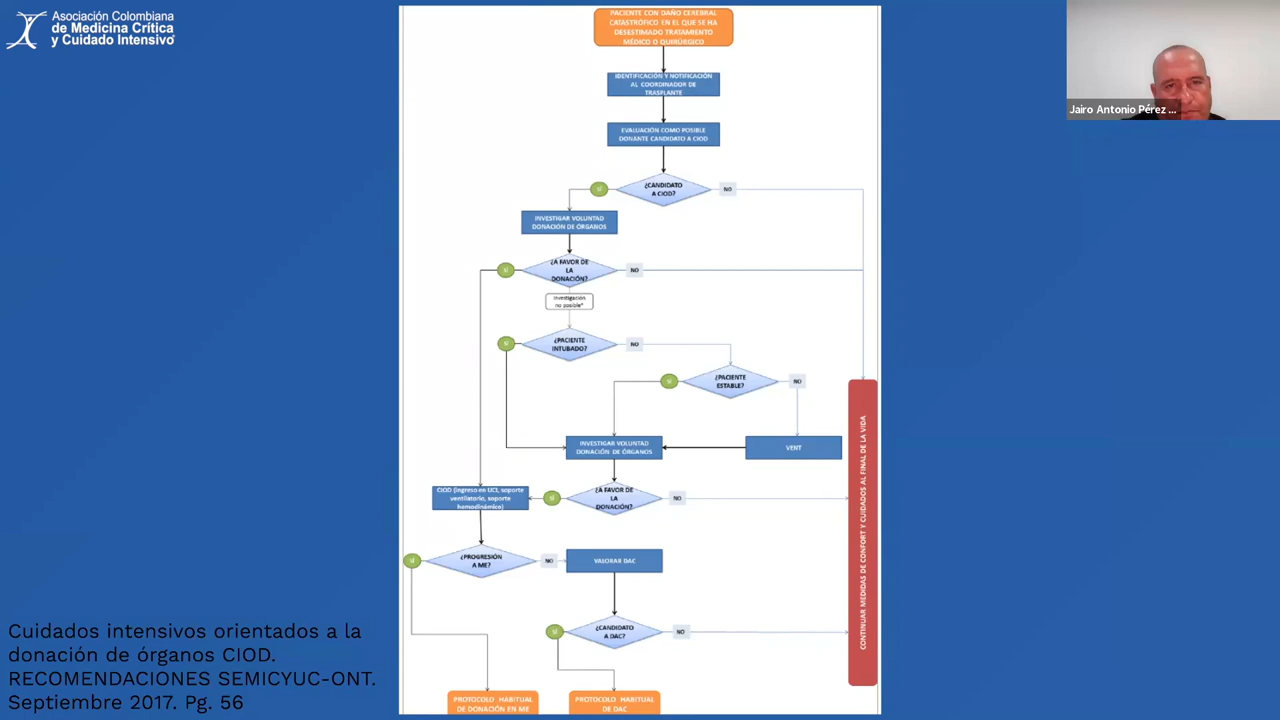 Asociación Colombiana
de Medicina Crítica
y Cuidado Intensivo
PACIENTE CON DAÑO CEREBRAL
CATASTRÓFICO EN EL QUE SE HA
DESESTIMADO TRATAMIENTO
MÉDICO O QUIRÚRGICO
Jairo Antonio Pérez ...
IDENTIFICACIÓN Y NOTIFICACIÓN
AL COORDINADOR DE
TRASPLANTE
EVALUACIÓN COMO POSIBLE
DONANTE CANDIDATO A CIOD
SÍ
¿CANDIDATO
A CIOD?
NO
INVESTIGAR VOLUNTAD
DONACIÓN DE ÓRGANOS
SÍ
¿A FAVOR DE
LA
DONACIÓN?
NO
Investigación
no posible*
SÍ
¿PACIENTE
INTUBADO?
NO
SÍ
¿PACIENTE
ESTABLE?
NO
INVESTIGAR VOLUNTAD
DONACIÓN DE ÓRGANOS
VENT
CIOD (ingreso en UCI, soporte
ventilatorio, soporte
hemodinámico)
SÍ
¿A FAVOR DE
LA
DONACIÓN?
NO
SÍ
¿PROGRESIÓN
A ME?
NO
VALORAR DAC
SÍ
¿CANDIDATO
A DAC?
NO
CONTINUAR MEDIDAS DE CONFORT Y CUIDADOS AL FINAL DE LA VIDA
PROTOCOLO HABITUAL
DE DONACIÓN EN ME
PROTOCOLO HABITUAL
DE DAC
Cuidados intensivos orientados a la
donación de órganos CIOD.
RECOMENDACIONES SEMICYUC-ONT.
Septiembre 2017. Pg. 56